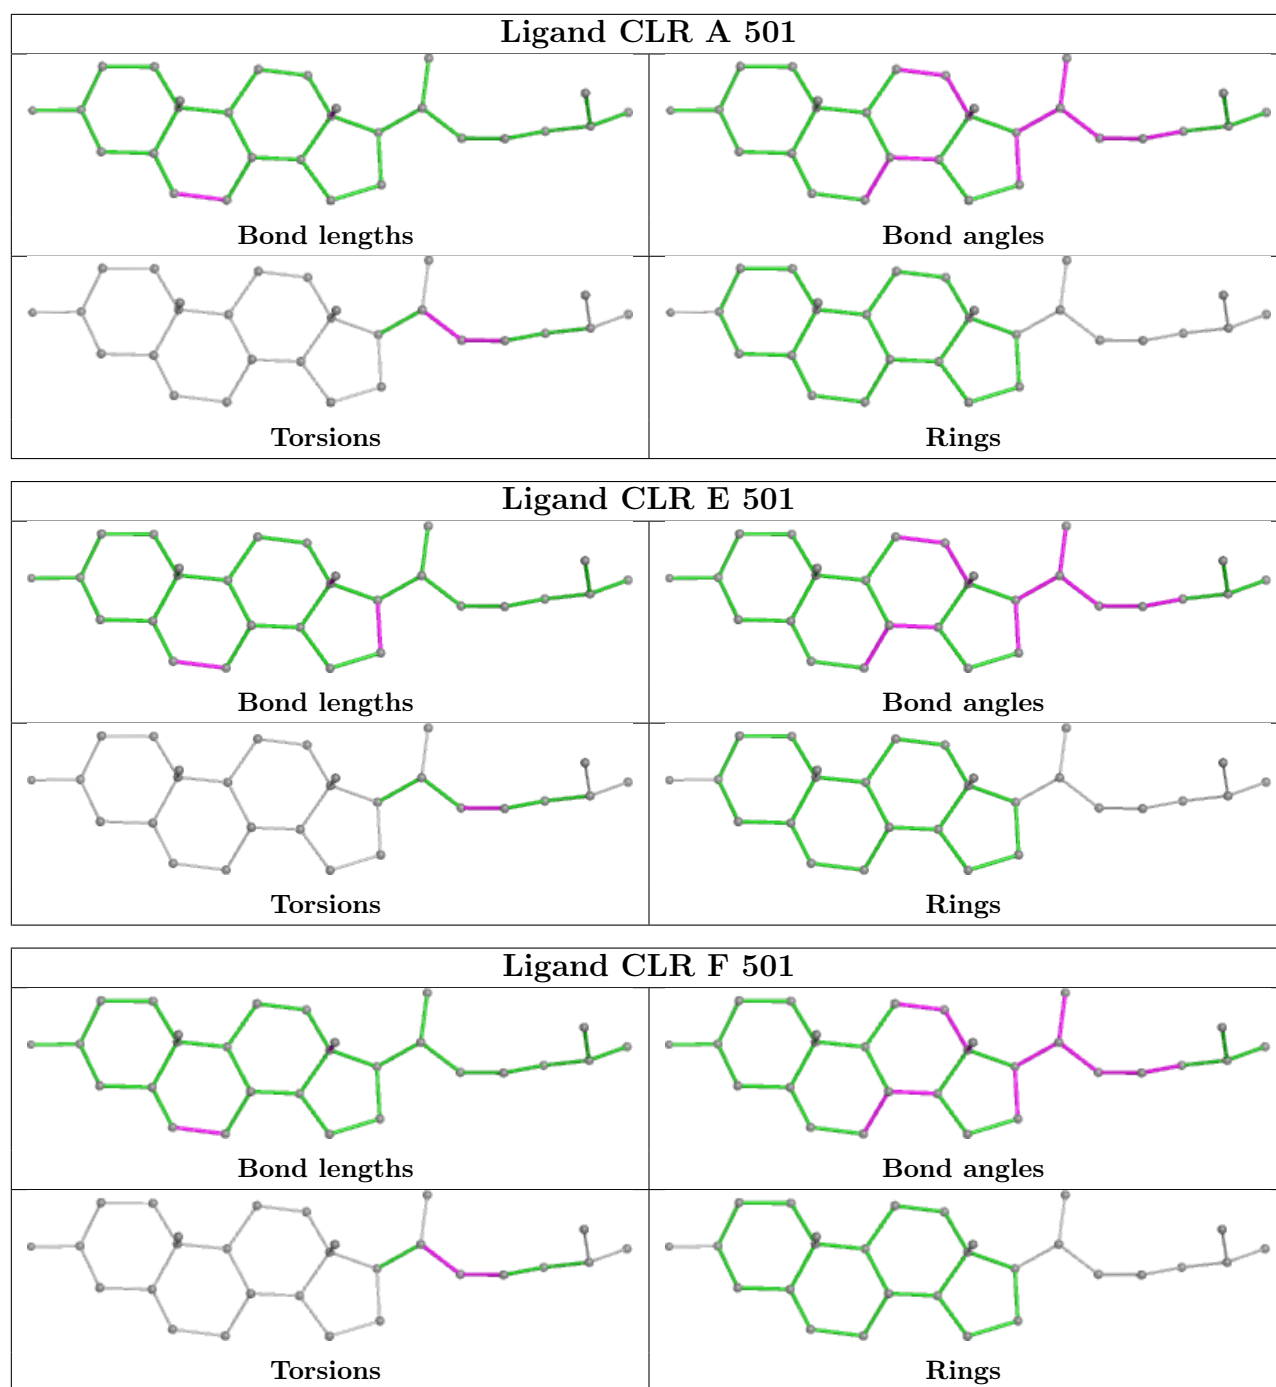 Ligand CLR A 501
Bond lengths
Bond angles
Torsions
Rings
Ligand CLR E 501
Bond lengths
Bond angles
Torsions
Rings
Ligand CLR F 501
Bond lengths
Bond angles
Torsions
Rings